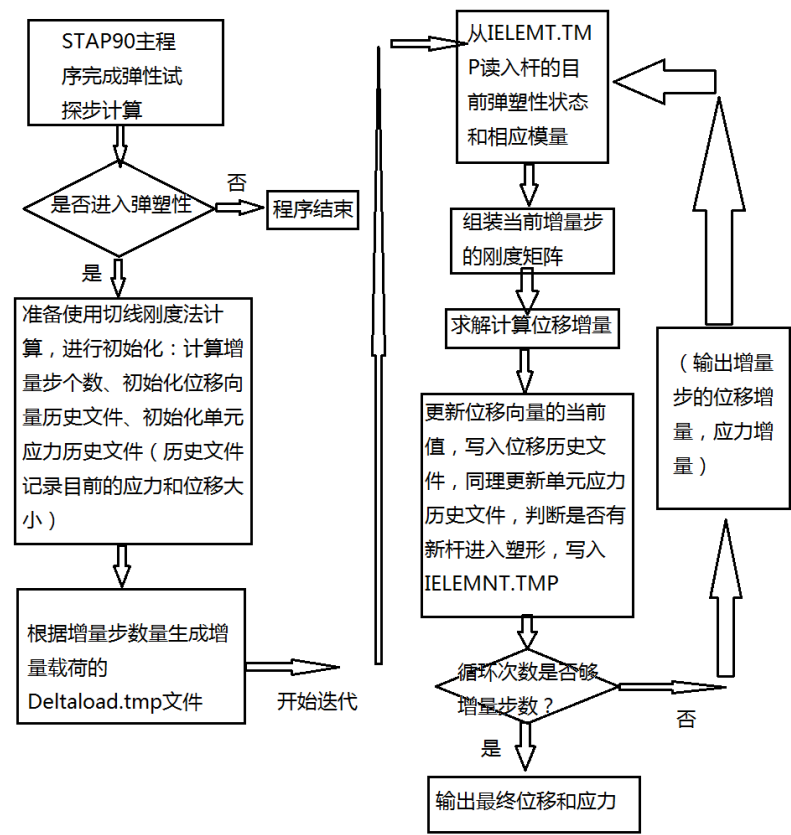 STAP90主程
序完成弹性试
探步计算
是否进入弹塑性
否
程序结束
是
准备使用切线刚度法计
算，进行初始化：计算增
量步个数、初始化位移向
量历史文件、初始化单元
应力历史文件（历史文件
记录目前的应力和位移大
小）
根据增量步数量生成增
量载荷的
Deltaload.tmp文件
开始迭代
从IELEMT.TM
P读入杆的目
前弹塑性状态
和相应模量
组装当前增量步
的刚度矩阵
求解计算位移增量
更新位移向量的当前
值，写入位移历史文
件，同理更新单元应力
历史文件，判断是否有
新杆进入塑形，写入
IELEMNT.TMP
循环次数是否够
增量步数？
否
是
输出最终位移和应力
（输出增量
步的位移增
量，应力增
量）